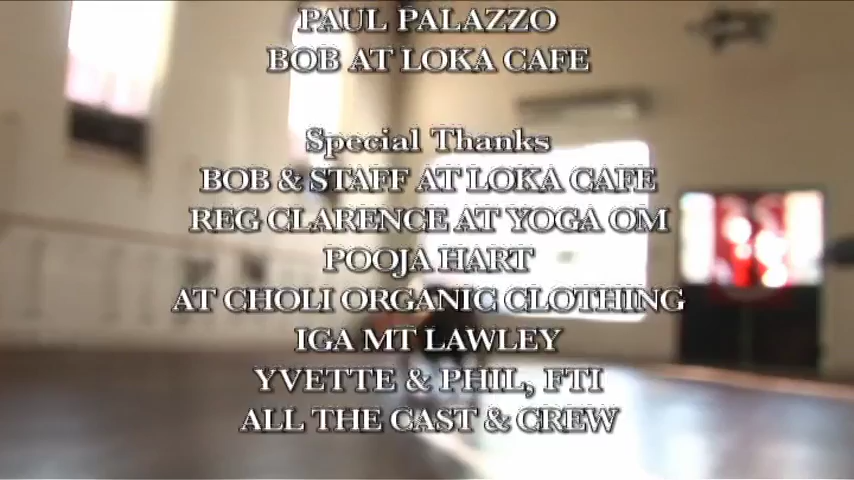 PAUL PALAZZO
BOB AT LOKA CAFE
Special Thanks
BOB & STAFF AT LOKA CAFE
REG CLARENCE AT YOGA OM
POOJA HART
AT CHOLI ORGANIC CLOTHING
IGA MT LAWLEY
YVETTE & PHIL, FTI
ALL THE CAST & CREW